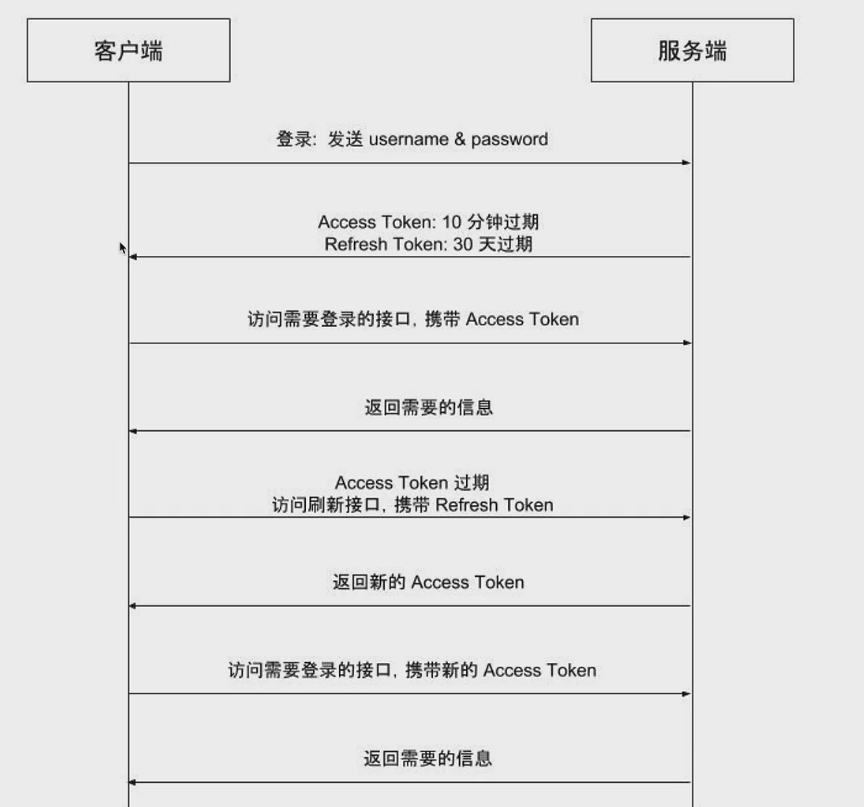 客户端
服务端
登录: 发送 username & password
Access Token: 10 分钟过期
Refresh Token: 30 天过期
访问需要登录的接口, 携带 Access Token
返回需要的信息
Access Token 过期
访问刷新接口, 携带 Refresh Token
返回新的 Access Token
访问需要登录的接口, 携带新的 Access Token
返回需要的信息